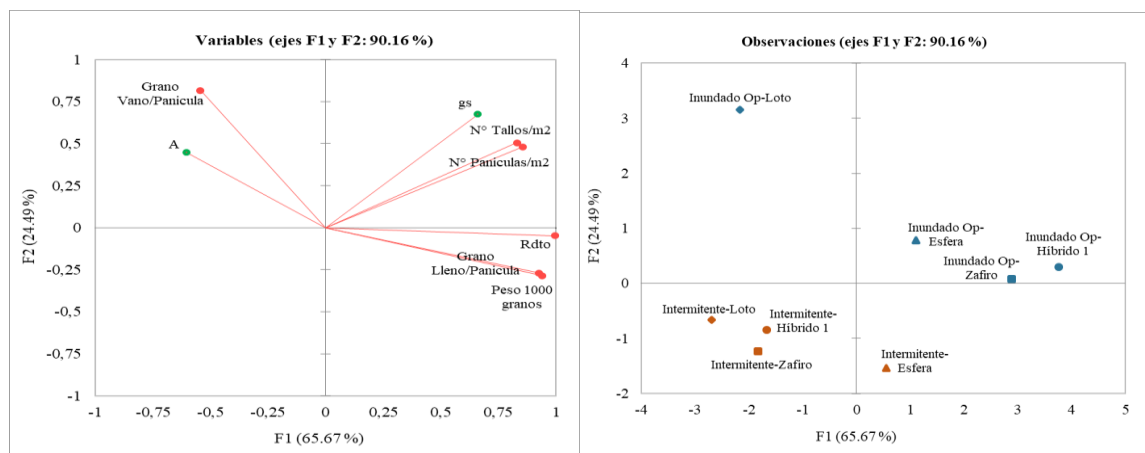 Variables (ejes F1 y F2: 90.16 %)
F2 (24.49 %)
1
0,75
0,5
0,25
0
-0,25
-0,5
-0,75
-1
Grano
Vano/Panicula
A
gs
N° Tallos/m2
N° Paniculas/m2
Rdto
Grano
Lleno/Panicula
Peso 1000
granos
-1
-0,75
-0,5
-0,25
0
0,25
0,5
0,75
1
F1 (65.67 %)
Observaciones (ejes F1 y F2: 90.16 %)
F2 (24.49 %)
4
3
2
1
0
-1
-2
Inundado Op-Loto
Inundado Op-
Esfera
Inundado Op-
Híbrido 1
Inundado Op-
Zafiro
Intermitente-Loto
Intermitente-
Híbrido 1
Intermitente-Zafiro
Intermitente-
Esfera
-4
-3
-2
-1
0
1
2
3
4
5
F1 (65.67 %)